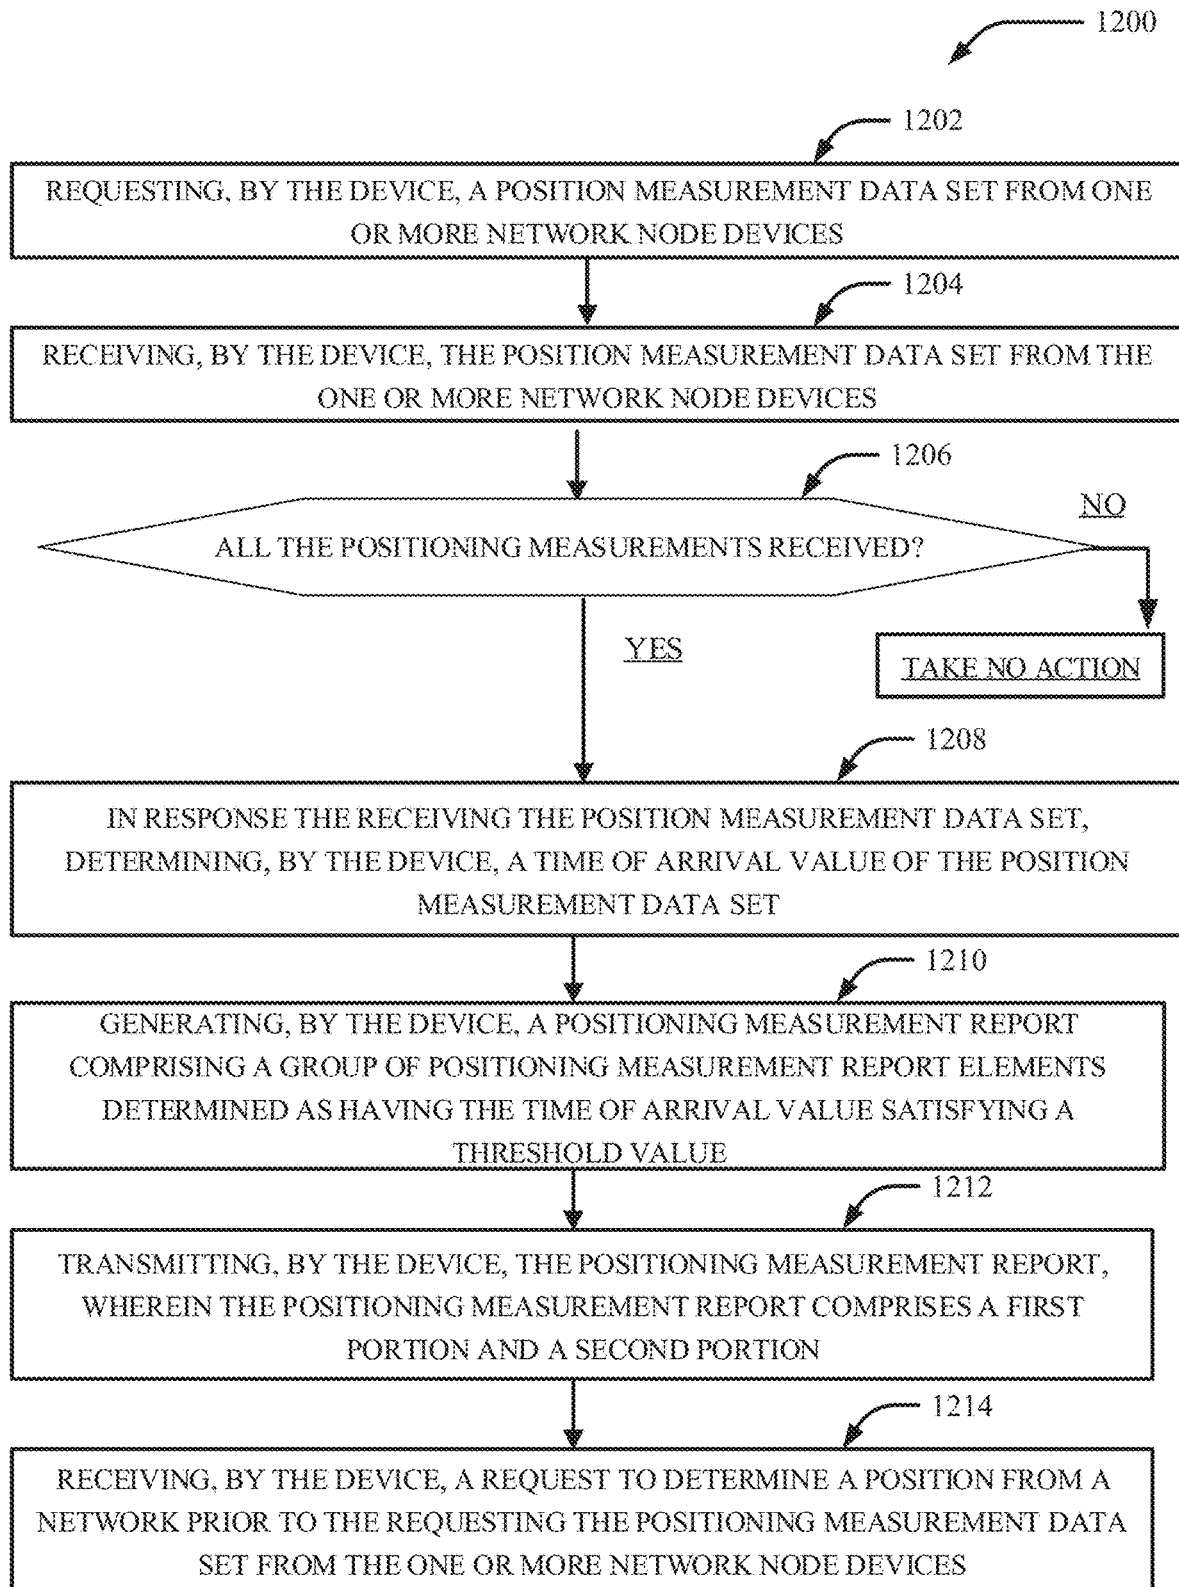 1200
1202
REQUESTING, BY THE DEVICE, A POSITION MEASUREMENT DATA SET FROM ONE
OR MORE NETWORK NODE DEVICES
1204
RECEIVING, BY THE DEVICE, THE POSITION MEASUREMENT DATA SET FROM THE
ONE OR MORE NETWORK NODE DEVICES
1206
ALL THE POSITIONING MEASUREMENTS RECEIVED?
NO
YES
TAKE NO ACTION
1208
IN RESPONSE THE RECEIVING THE POSITION MEASUREMENT DATA SET,
DETERMINING, BY THE DEVICE, A TIME OF ARRIVAL VALUE OF THE POSITION
MEASUREMENT DATA SET
1210
GENERATING, BY THE DEVICE, A POSITIONING MEASUREMENT REPORT
COMPRISING A GROUP OF POSITIONING MEASUREMENT REPORT ELEMENTS
DETERMINED AS HAVING THE TIME OF ARRIVAL VALUE SATISFYING A
THRESHOLD VALUE
1212
TRANSMITTING, BY THE DEVICE, THE POSITIONING MEASUREMENT REPORT,
WHEREIN THE POSITIONING MEASUREMENT REPORT COMPRISES A FIRST
PORTION AND A SECOND PORTION
1214
RECEIVING, BY THE DEVICE, A REQUEST TO DETERMINE A POSITION FROM A
NETWORK PRIOR TO THE REQUESTING THE POSITIONING MEASUREMENT DATA
SET FROM THE ONE OR MORE NETWORK NODE DEVICES